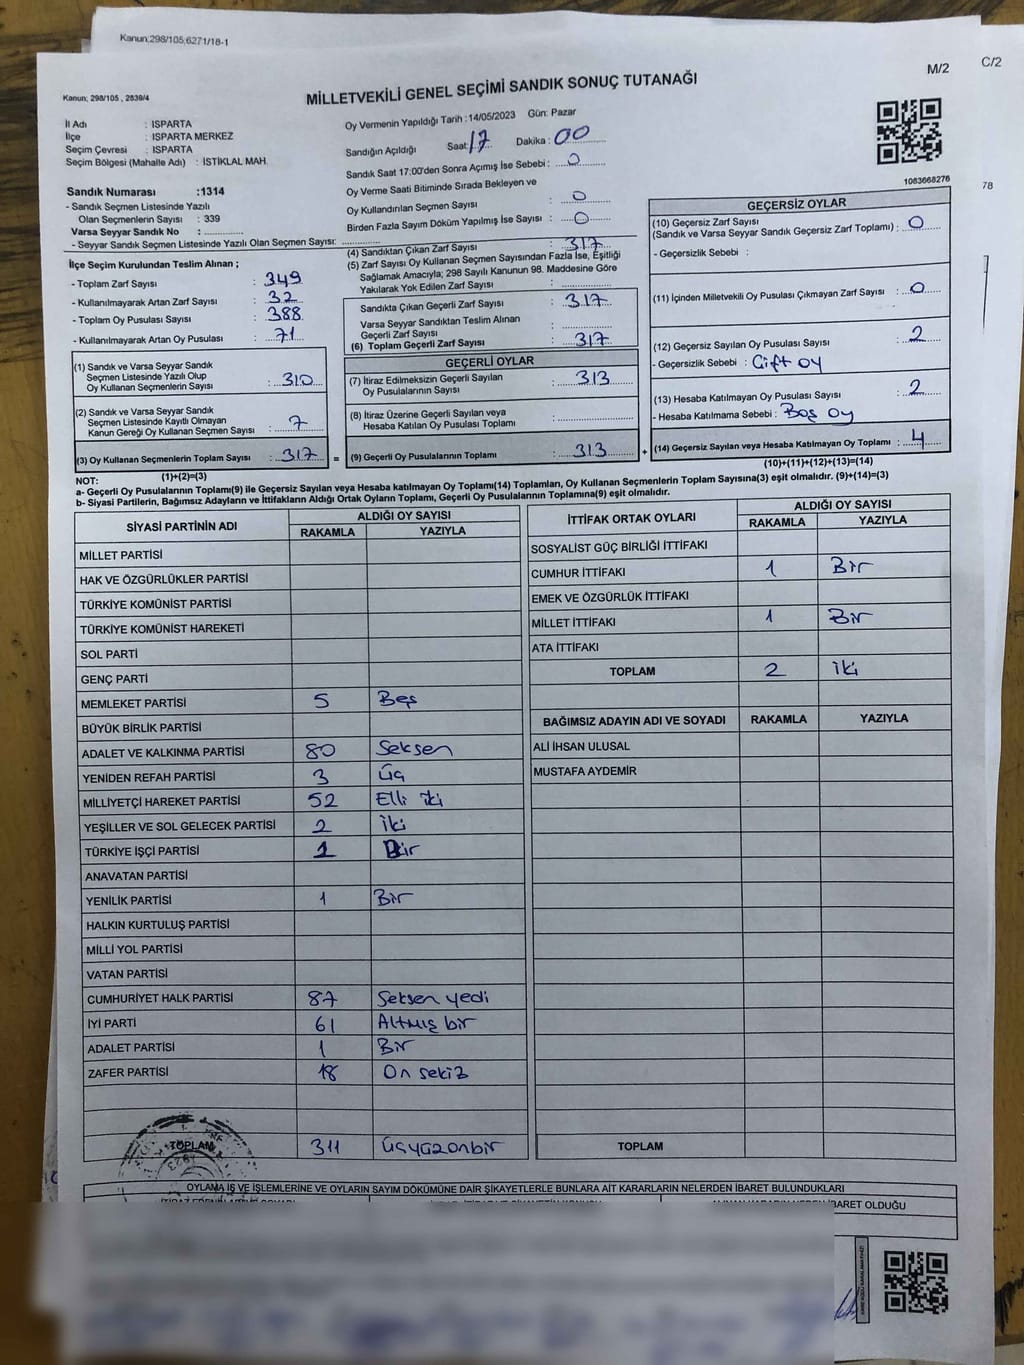 Kanun;298/105;6271/18-1
C/2
78
M/2
Kanun; 298/105 , 2839/4
MİLLETVEKİLİ GENEL SEÇİMİ SANDIK SONUÇ TUTANAĞI
İl Adı : ISPARTA
İlçe : ISPARTA MERKEZ
Seçim Çevresi : ISPARTA
Seçim Bölgesi (Mahalle Adı) : İSTİKLAL MAH.
Sandık Numarası :1314
- Sandık Seçmen Listesinde Yazılı
Olan Seçmenlerin Sayısı : 339
Varsa Seyyar Sandık No : ................
- Seyyar Sandık Seçmen Listesinde Yazılı Olan Seçmen Sayısı: ................
Oy Vermenin Yapıldığı Tarih :14/05/2023 Gün: Pazar
Sandığın Açıldığı Saat: 17 Dakika: 00
Sandık Saat 17:00'den Sonra Açımış İse Sebebi : 0
Oy Verme Saati Bitiminde Sırada Bekleyen ve
Oy Kullandırılan Seçmen Sayısı : 0
Birden Fazla Sayım Döküm Yapılmış İse Sayısı : 0
1083668276
İlçe Seçim Kurulundan Teslim Alınan ;
- Toplam Zarf Sayısı : 349
- Kullanılmayarak Artan Zarf Sayısı : 32
- Toplam Oy Pusulası Sayısı : 388
- Kullanılmayarak Artan Oy Pusulası : 71
(1) Sandık ve Varsa Seyyar Sandık
Seçmen Listesinde Yazılı Olup
Oy Kullanan Seçmenlerin Sayısı : 310
(2) Sandık ve Varsa Seyyar Sandık
Seçmen Listesinde Kayıtlı Olmayan
Kanun Gereği Oy Kullanan Seçmen Sayısı : 7
(3) Oy Kullanan Seçmenlerin Toplam Sayısı : 317 =
(1)+(2)=(3)
(4) Sandıktan Çıkan Zarf Sayısı : 317
(5) Zarf Sayısı Oy Kullanan Seçmen Sayısından Fazla İse, Eşitliği
Sağlamak Amacıyla; 298 Sayılı Kanunun 98. Maddesine Göre
Yakılarak Yok Edilen Zarf Sayısı : ................
Sandıkta Çıkan Geçerli Zarf Sayısı : 317
Varsa Seyyar Sandıktan Teslim Alınan
Geçerli Zarf Sayısı : ................
(6) Toplam Geçerli Zarf Sayısı : 317
GEÇERLİ OYLAR
(7) İtiraz Edilmeksizin Geçerli Sayılan
Oy Pusulalarının Sayısı : 313
(8) İtiraz Üzerine Geçerli Sayılan veya
Hesaba Katılan Oy Pusulası Toplamı : ................
(9) Geçerli Oy Pusulalarının Toplamı : 313 +
GEÇERSİZ OYLAR
(10) Geçersiz Zarf Sayısı
(Sandık ve Varsa Seyyar Sandık Geçersiz Zarf Toplamı) : 0
- Geçersizlik Sebebi :
(11) İçinden Milletvekili Oy Pusulası Çıkmayan Zarf Sayısı : 0
(12) Geçersiz Sayılan Oy Pusulası Sayısı : 2
- Geçersizlik Sebebi : Çift oy
(13) Hesaba Katılmayan Oy Pusulası Sayısı : 2
- Hesaba Katılmama Sebebi : Boş Oy
(14) Geçersiz Sayılan veya Hesaba Katılmayan Oy Toplamı : 4
(10)+(11)+(12)+(13)=(14)
NOT:
a- Geçerli Oy Pusulalarının Toplamı(9) ile Geçersiz Sayılan veya Hesaba katılmayan Oy Toplamı(14) Toplamları, Oy Kullanan Seçmenlerin Toplam Sayısına(3) eşit olmalıdır. (9)+(14)=(3)
b- Siyasi Partilerin, Bağımsız Adayların ve İttifakların Aldığı Ortak Oyların Toplamı, Geçerli Oy Pusulalarının Toplamına(9) eşit olmalıdır.
SİYASİ PARTİNİN ADI ALDIĞI OY SAYISI
RAKAMLA YAZIYLA
MİLLET PARTİSİ
HAK VE ÖZGÜRLÜKLER PARTİSİ
TÜRKİYE KOMÜNİST PARTİSİ
TÜRKİYE KOMÜNİST HAREKETİ
SOL PARTİ
GENÇ PARTİ
MEMLEKET PARTİSİ 5 Beş
BÜYÜK BİRLİK PARTİSİ
ADALET VE KALKINMA PARTİSİ 80 Seksen
YENİDEN REFAH PARTİSİ 3 Üç
MİLLİYETÇİ HAREKET PARTİSİ 52 Elli iki
YEŞİLLER VE SOL GELECEK PARTİSİ 2 İki
TÜRKİYE İŞÇİ PARTİSİ 1 Bir
ANAVATAN PARTİSİ
YENİLİK PARTİSİ 1 Bir
HALKIN KURTULUŞ PARTİSİ
MİLLİ YOL PARTİSİ
VATAN PARTİSİ
CUMHURİYET HALK PARTİSİ 87 Seksen yedi
İYİ PARTİ 61 Altmış bir
ADALET PARTİSİ 1 Bir
ZAFER PARTİSİ 18 On sekiz
TOPLAM 311 üçyüzonbir
İTTİFAK ORTAK OYLARI ALDIĞI OY SAYISI
RAKAMLA YAZIYLA
SOSYALİST GÜÇ BİRLİĞİ İTTİFAKI
CUMHUR İTTİFAKI 1 Bir
EMEK VE ÖZGÜRLÜK İTTİFAKI
MİLLET İTTİFAKI 1 Bir
ATA İTTİFAKI
TOPLAM 2 iki
BAĞIMSIZ ADAYIN ADI VE SOYADI RAKAMLA YAZIYLA
ALİ İHSAN ULUSAL
MUSTAFA AYDEMİR
TOPLAM
OYLAMA İŞ VE İŞLEMLERİNE VE OYLARIN SAYIM DÖKÜMÜNE DAİR ŞİKAYETLERLE BUNLARA AİT KARARLARIN NELERDEN İBARET BULUNDUKLARI
İBARET OLDUĞU